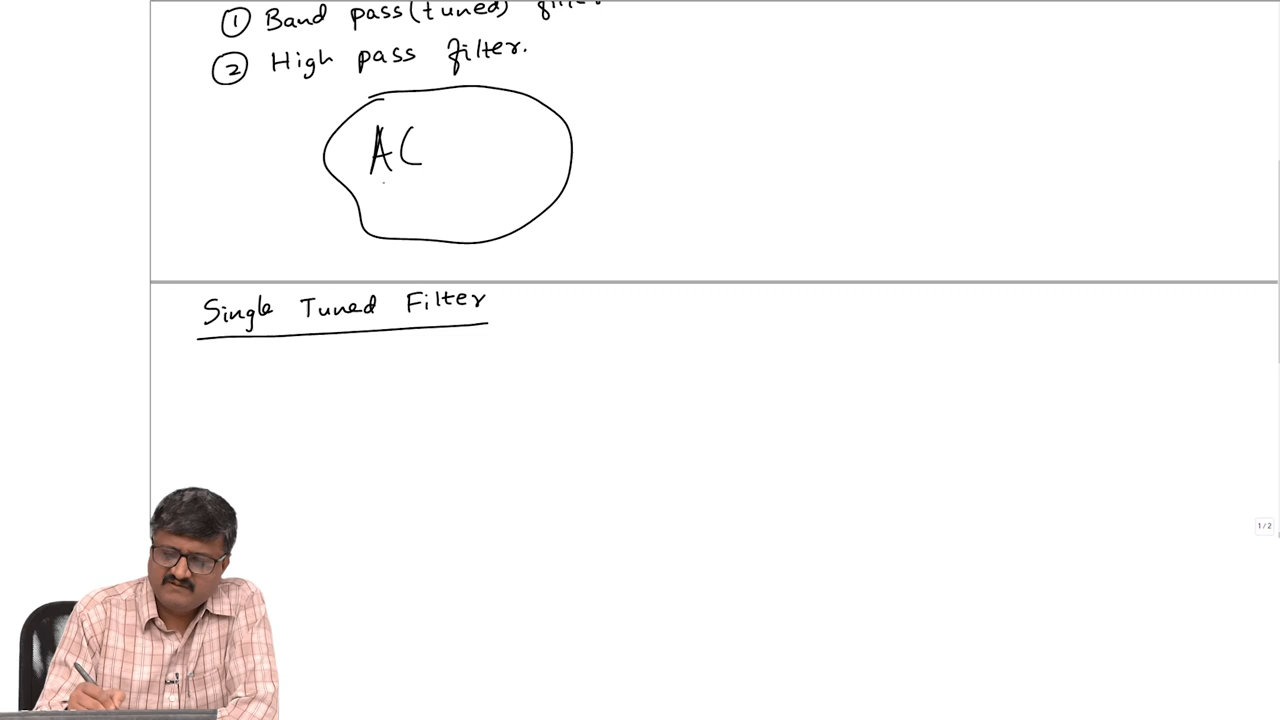 ① Band pass (tuned)
② High pass filter.
AC
Single Tuned Filter
1/2